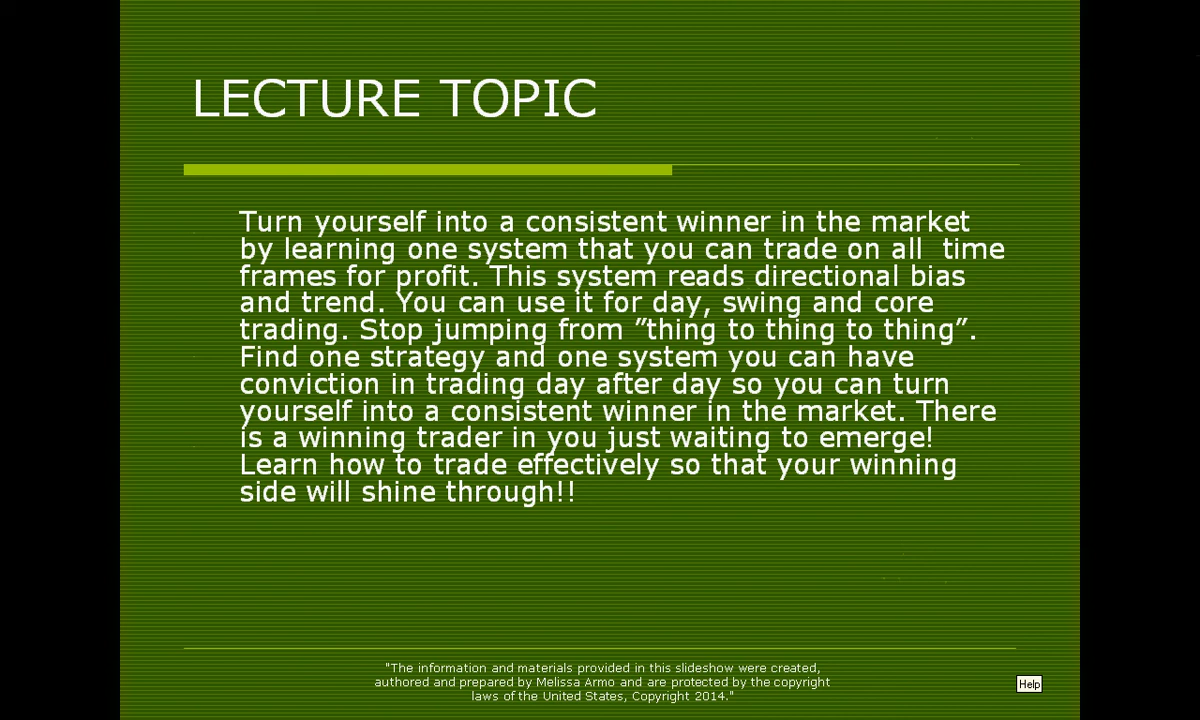 LECTURE TOPIC
Turn yourself into a consistent winner in the market
by learning one system that you can trade on all  time
frames for profit. This system reads directional bias
and trend. You can use it for day, swing and core
trading. Stop jumping from ”thing to thing to thing”.
Find one strategy and one system you can have
conviction in trading day after day so you can turn
yourself into a consistent winner in the market. There
is a winning trader in you just waiting to emerge!
Learn how to trade effectively so that your winning
side will shine through!!
"The information and materials provided in this slideshow were created,
authored and prepared by Melissa Armo and are protected by the copyright
laws of the United States, Copyright 2014."
Help